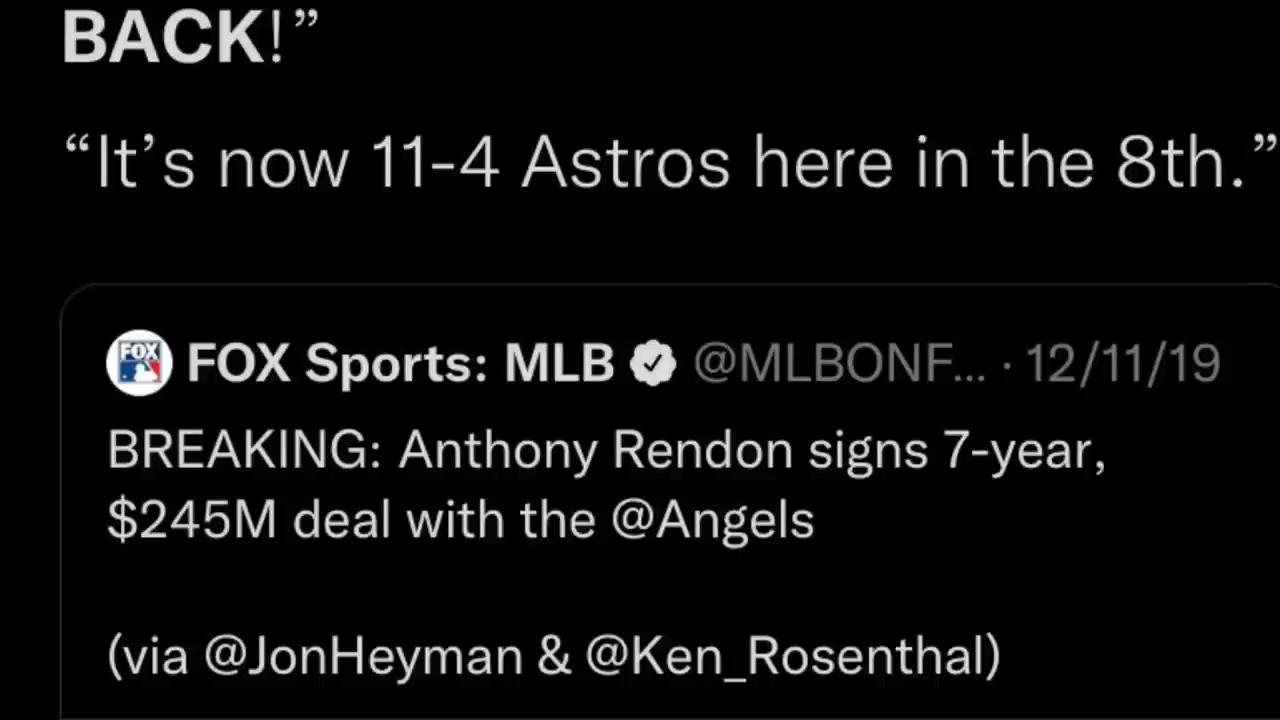 BACK!”
“It’s now 11-4 Astros here in the 8th.”
FOX
FOX Sports: MLB @MLBONF... · 12/11/19
BREAKING: Anthony Rendon signs 7-year,
$245M deal with the @Angels
(via @JonHeyman & @Ken_Rosenthal)